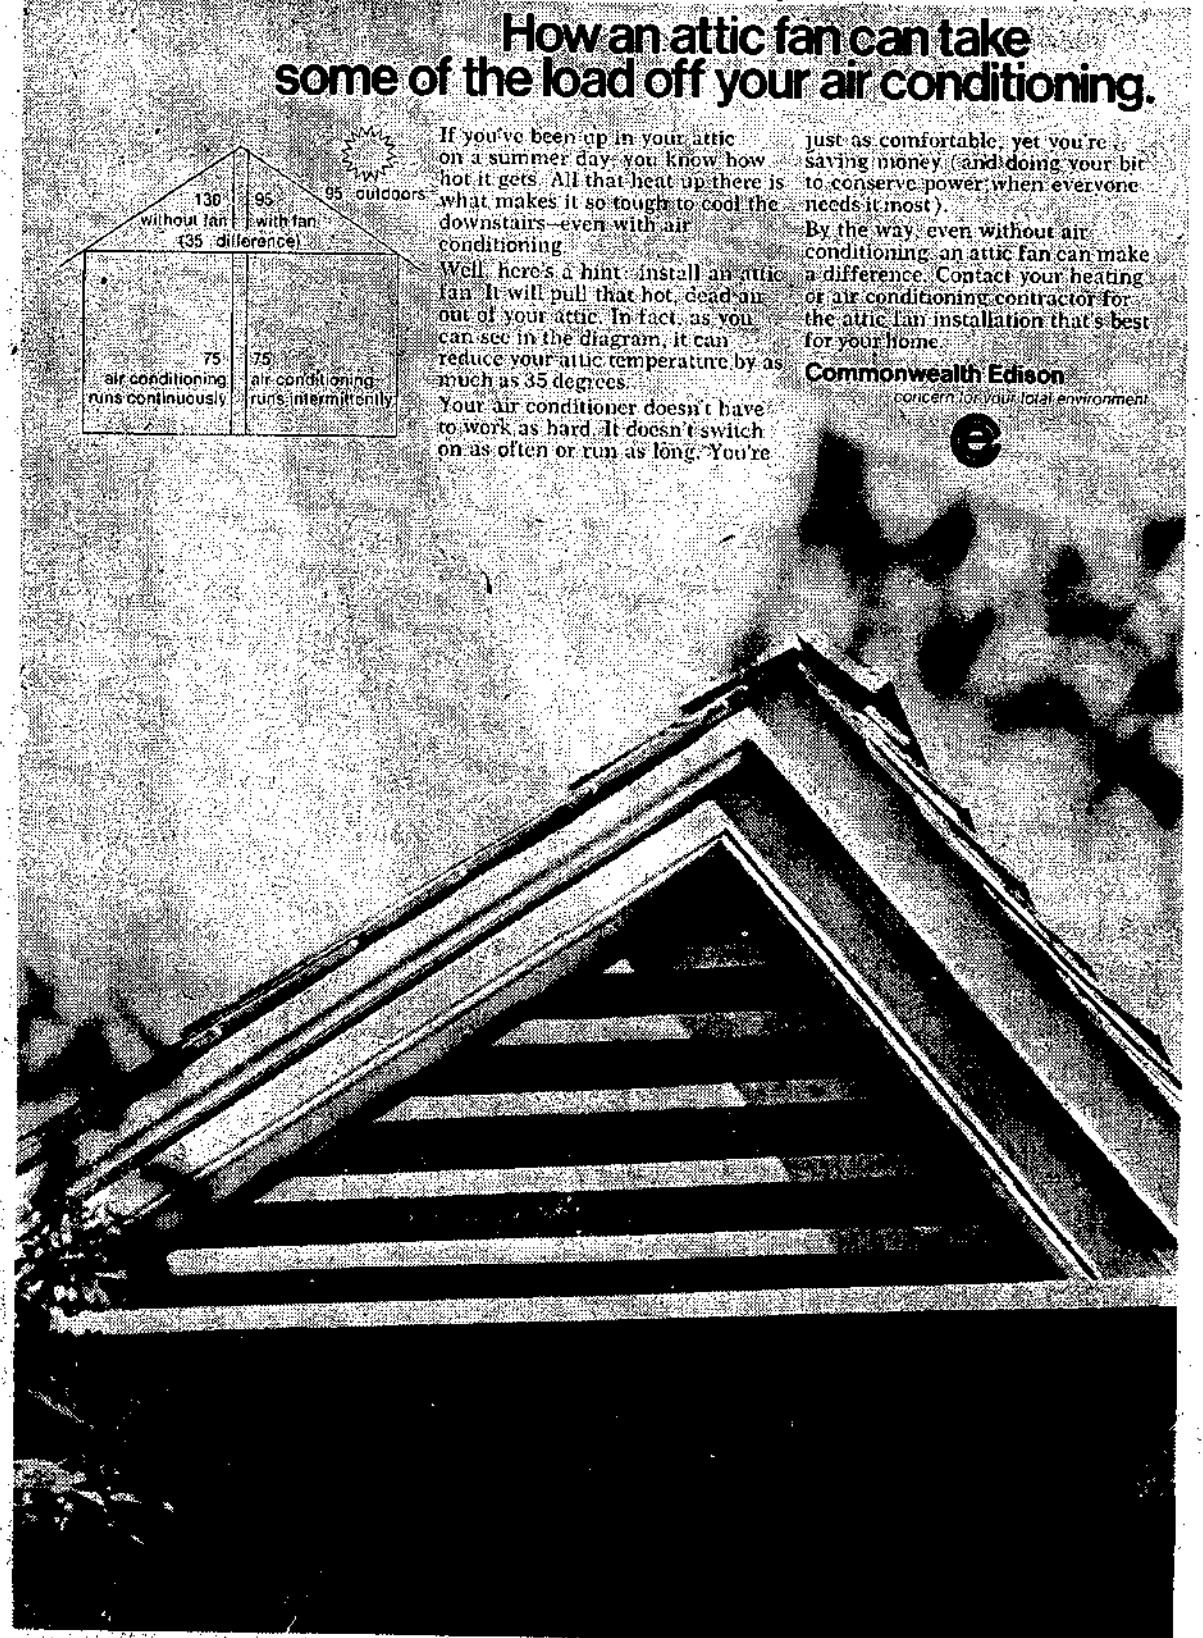 How an attic fan can take
some of the load off your air conditioning.
130
without fan
95
with fan
(35 difference)
95 outdoors
75
air conditioning
runs continuously
75
air conditioning
runs intermittently
If you've been up in your attic
on a summer day, you know how
hot it gets. All that heat up there is
what makes it so tough to cool the
downstairs—even with air
conditioning.
Well, here's a hint: install an attic
fan. It will pull that hot, dead air
out of your attic. In fact, as you
can see in the diagram, it can
reduce your attic temperature by as
much as 35 degrees.
Your air conditioner doesn't have
to work as hard. It doesn't switch
on as often or run as long. You're
just as comfortable, yet you're
saving money (and doing your bit
to conserve power when everyone
needs it most).
By the way, even without air
conditioning, an attic fan can make
a difference. Contact your heating
or air conditioning contractor for
the attic fan installation that's best
for your home.
Commonwealth Edison
concern for your total environment
e